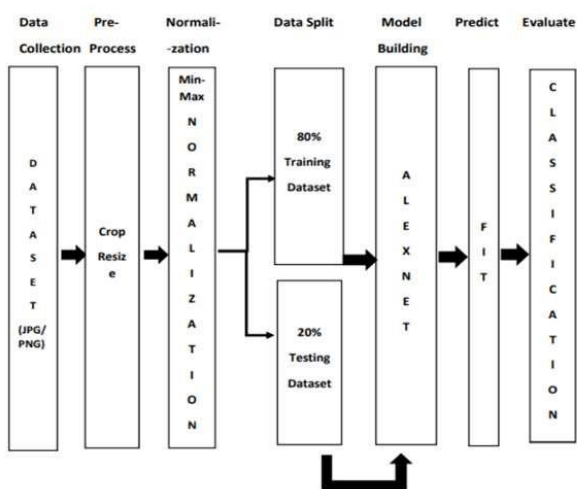 Data Collection
Pre-Process
Normali-
-zation
Data Split
Model Building
Predict
Evaluate
D
A
T
A
S
E
T
(JPG/
PNG)
Crop
Resiz
e
Min-
Max
N
O
R
M
A
L
I
Z
A
T
I
O
N
80%
Training
Dataset
20%
Testing
Dataset
A
L
E
X
N
E
T
F
I
T
C
L
A
S
S
I
F
I
C
A
T
I
O
N